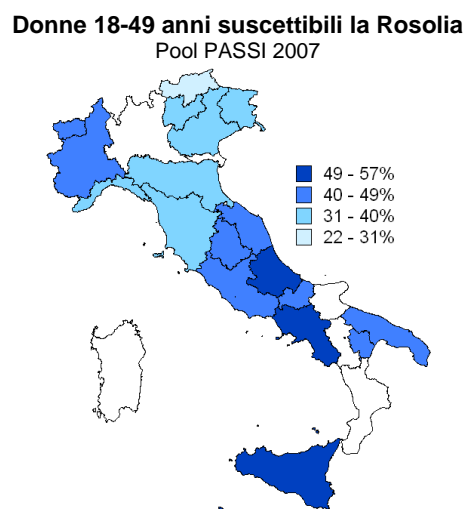 Donne 18-49 anni suscettibili la Rosolia
Pool PASSI 2007
49 - 57%
40 - 49%
31 - 40%
22 - 31%